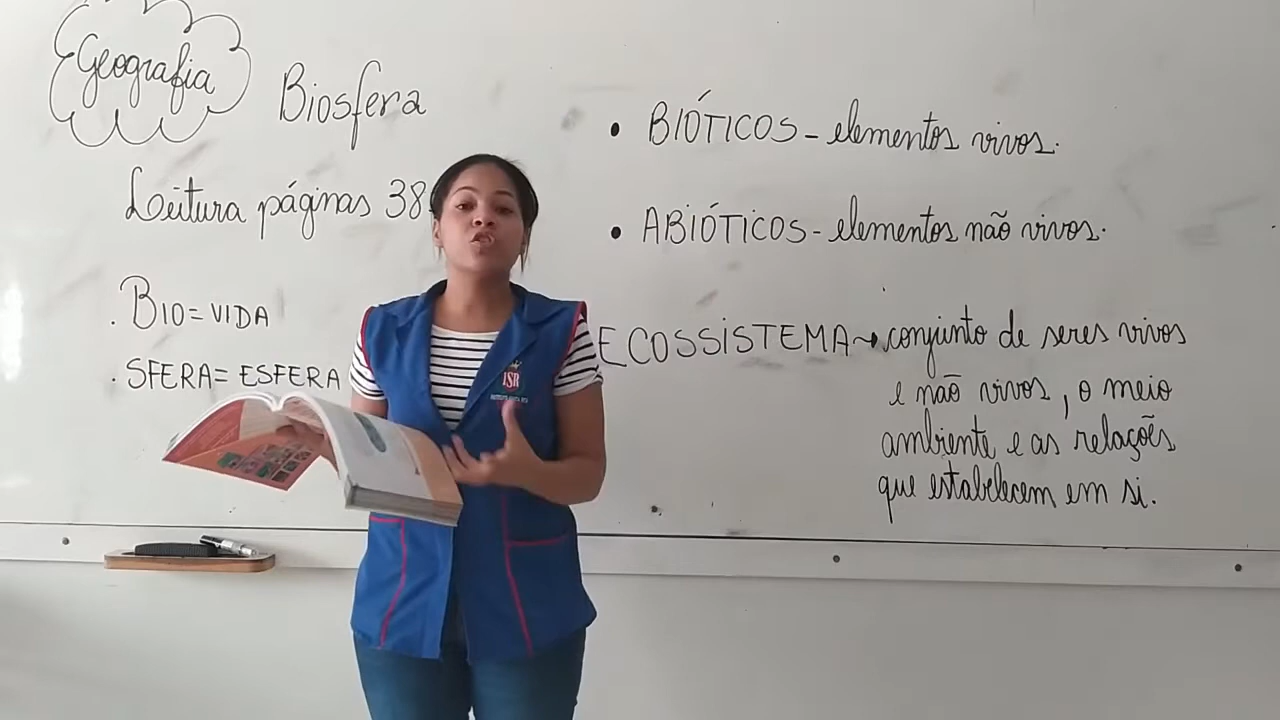 Geografia
Biosfera
Leitura páginas 38
. BIO = VIDA
. SFERA = ESFERA
• BIÓTICOS - elementos vivos.
• ABIÓTICOS - elementos não vivos.
ECOSSISTEMA → conjunto de seres vivos
e não vivos, o meio
ambiente e as relações
que estabelecem em si.
ISR